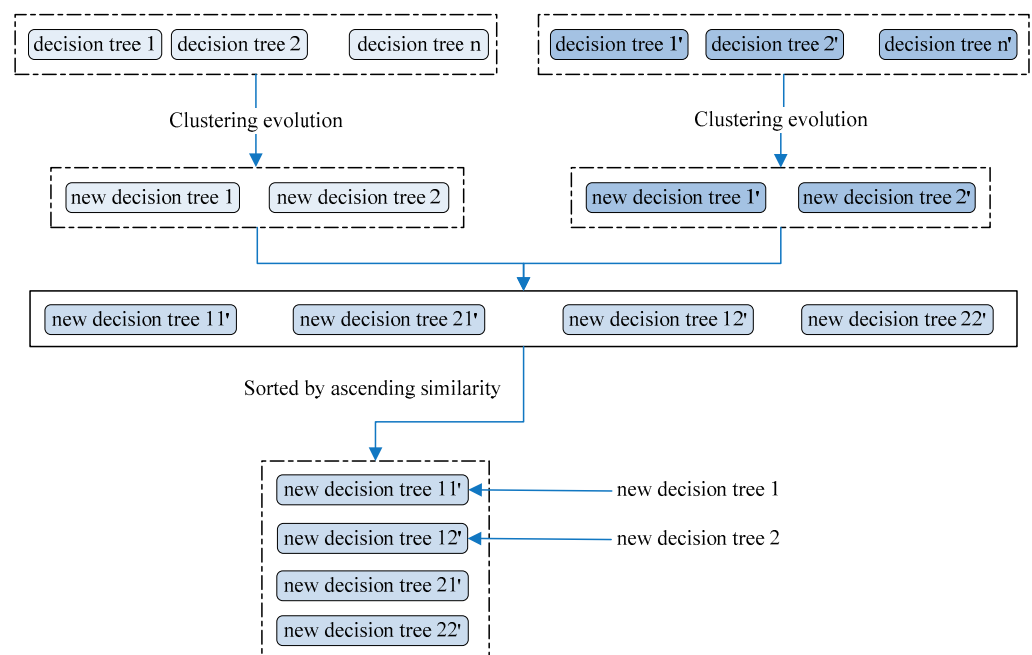 decision tree 1 decision tree 2 decision tree n decision tree 1' decision tree 2' decision tree n'
Clustering evolution Clustering evolution
new decision tree 1 new decision tree 2 new decision tree 1' new decision tree 2'
new decision tree 11' new decision tree 21' new decision tree 12' new decision tree 22'
Sorted by ascending similarity
new decision tree 11' new decision tree 1
new decision tree 12' new decision tree 2
new decision tree 21'
new decision tree 22'